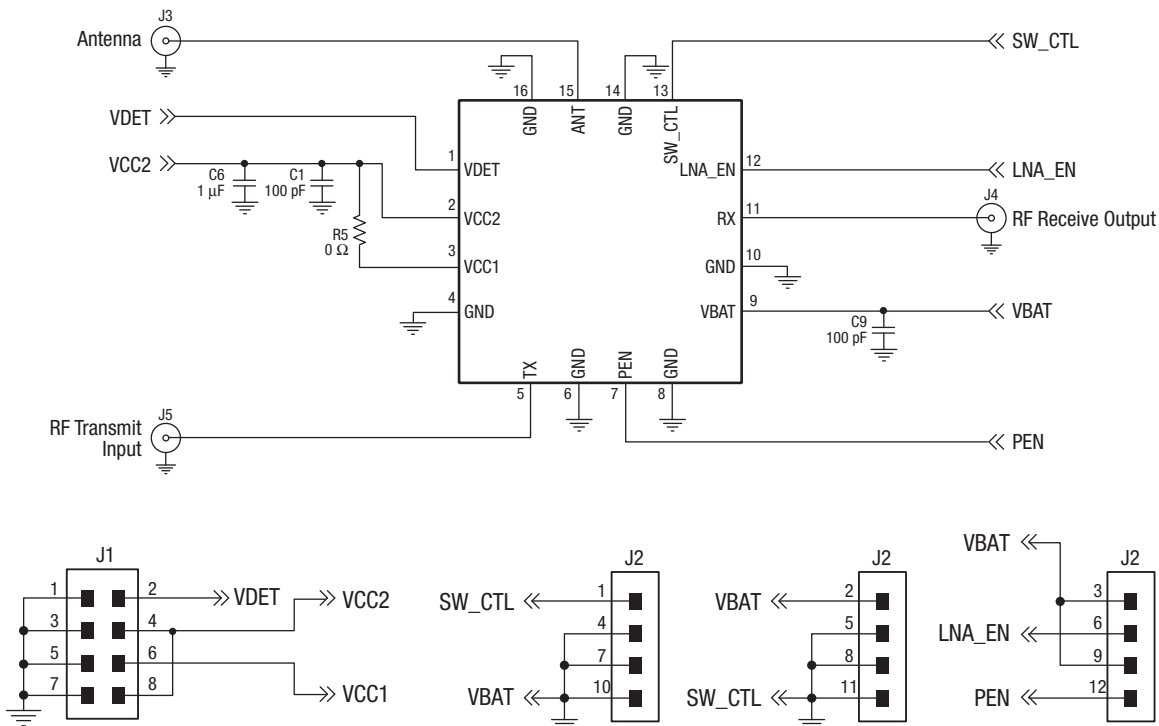 J3
Antenna
SW_CTL
16
15
14
13
GND
ANT
GND
SW_CTL
VDET
1
VDET
LNA_EN
12
LNA_EN
VCC2
C6
1 µF
C1
100 pF
J4
2
VCC2
RX
11
RF Receive Output
R5
0 Ω
3
VCC1
GND
10
4
GND
VBAT
9
VBAT
C9
100 pF
TX
GND
PEN
GND
5
6
7
8
J5
RF Transmit
Input
PEN
J1
1
2
VDET
VCC2
3
4
5
6
7
8
VCC1
J2
SW_CTL
1
4
7
VBAT
10
J2
VBAT
2
5
8
SW_CTL
11
VBAT
J2
3
LNA_EN
6
9
PEN
12